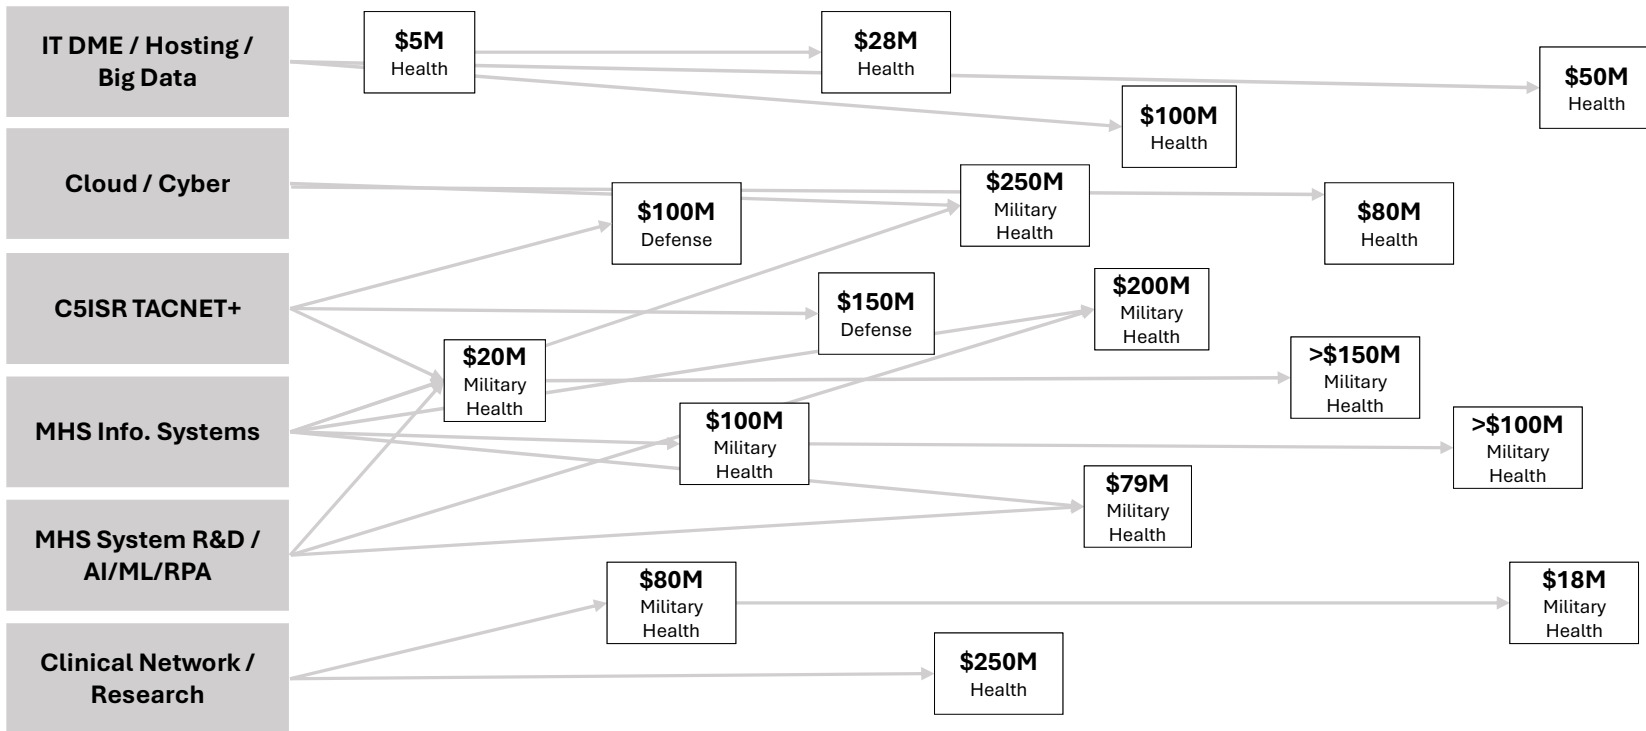 IT DME / Hosting /
Big Data
$5M
Health
$28M
Health
$50M
Health
$100M
Health
Cloud / Cyber
$100M
Defense
$250M
Military
Health
$80M
Health
C5ISR TACNET+
$150M
Defense
$200M
Military
Health
$20M
Military
Health
>$150M
Military
Health
MHS Info. Systems
$100M
Military
Health
>$100M
Military
Health
$79M
Military
Health
MHS System R&D /
AI/ML/RPA
$80M
Military
Health
$18M
Military
Health
Clinical Network /
Research
$250M
Health